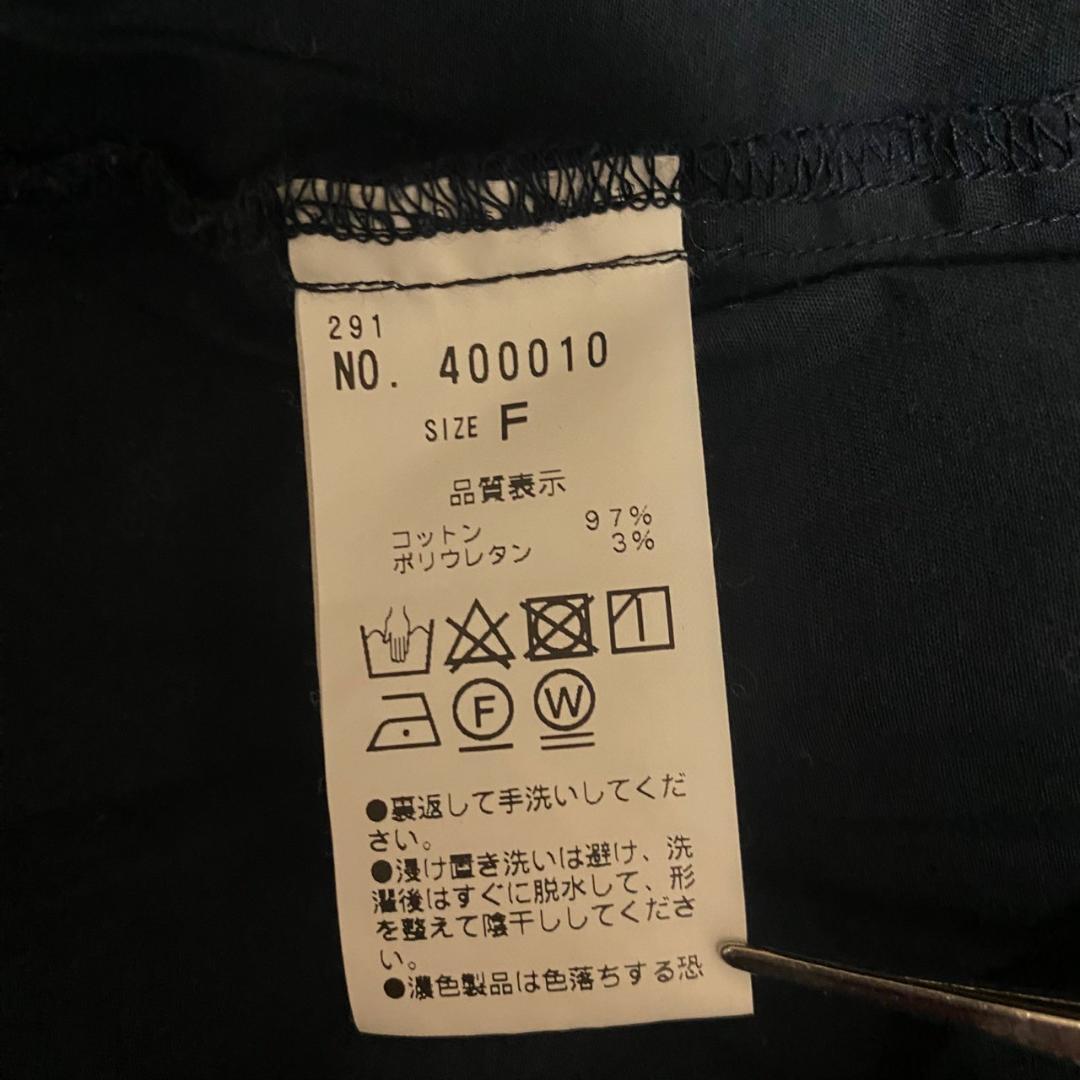 291
NO. 400010
SIZE F
品質表示
コットン 97%
ポリウレタン 3%
F W
●裏返して手洗いしてくだ
さい。
●浸け置き洗いは避け、洗
濯後はすぐに脱水して、形
を整えて陰干ししてくださ
い。
●濃色製品は色落ちする恐